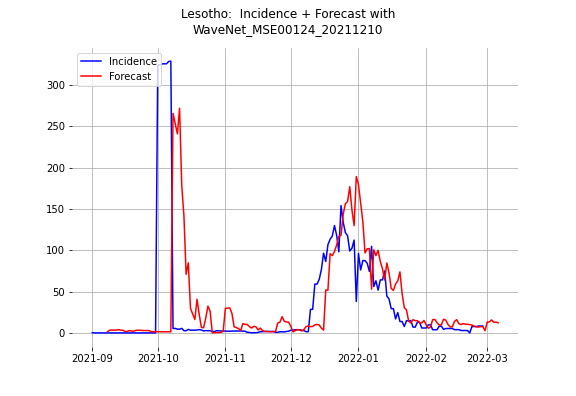 Lesotho:  Incidence + Forecast with
WaveNet_MSE00124_20211210
Incidence
Forecast
300
250
200
150
100
50
0
2021-09 2021-10 2021-11 2021-12 2022-01 2022-02 2022-03